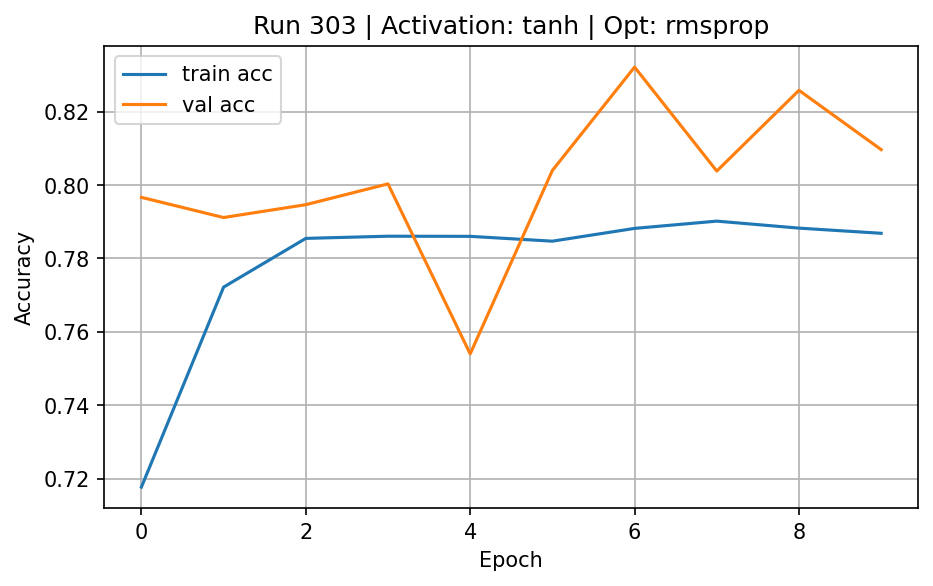 Run 303 | Activation: tanh | Opt: rmsprop
train acc
val acc
Accuracy
0.82
0.80
0.78
0.76
0.74
0.72
0 2 4 6 8
Epoch